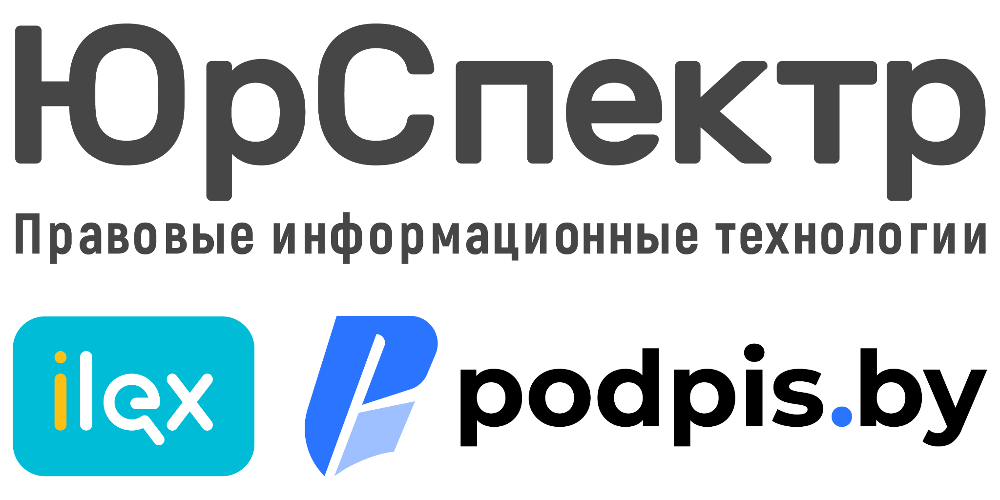 ЮрСпектр
Правовые информационные технологии
ilex
podpis.by